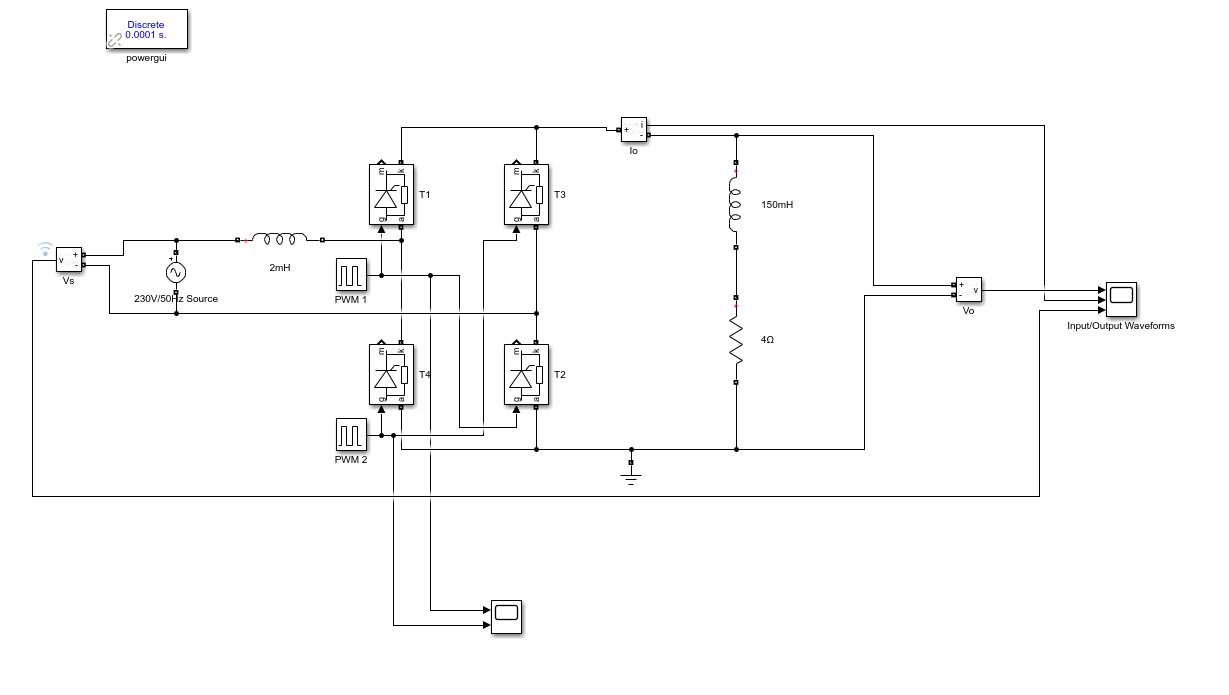 Discrete
0.0001 s.
powergui
i
+
-
Io
m
k
g
a
T1
m
k
g
a
T3
150mH
v
+
-
Vs
2mH
+
230V/50Hz Source
PWM 1
+
-
v
Vo
Input/Output Waveforms
4Ω
m
k
g
a
T4
m
k
g
a
T2
PWM 2